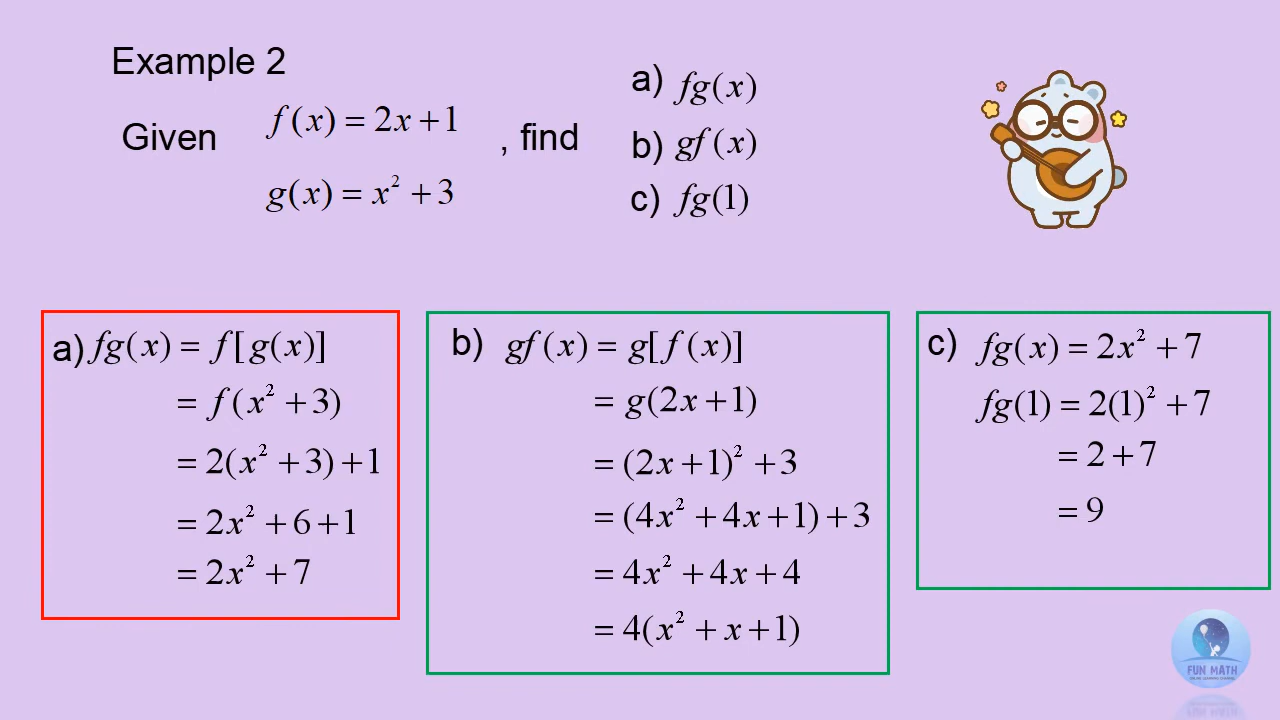 Example 2
Given f(x) = 2x + 1 , find
g(x) = x² + 3
a) fg(x)
b) gf(x)
c) fg(1)
a) fg(x) = f[g(x)]
= f(x² + 3)
= 2(x² + 3) + 1
= 2x² + 6 + 1
= 2x² + 7
b) gf(x) = g[f(x)]
= g(2x + 1)
= (2x + 1)² + 3
= (4x² + 4x + 1) + 3
= 4x² + 4x + 4
= 4(x² + x + 1)
c) fg(x) = 2x² + 7
fg(1) = 2(1)² + 7
= 2 + 7
= 9
FUN MATH